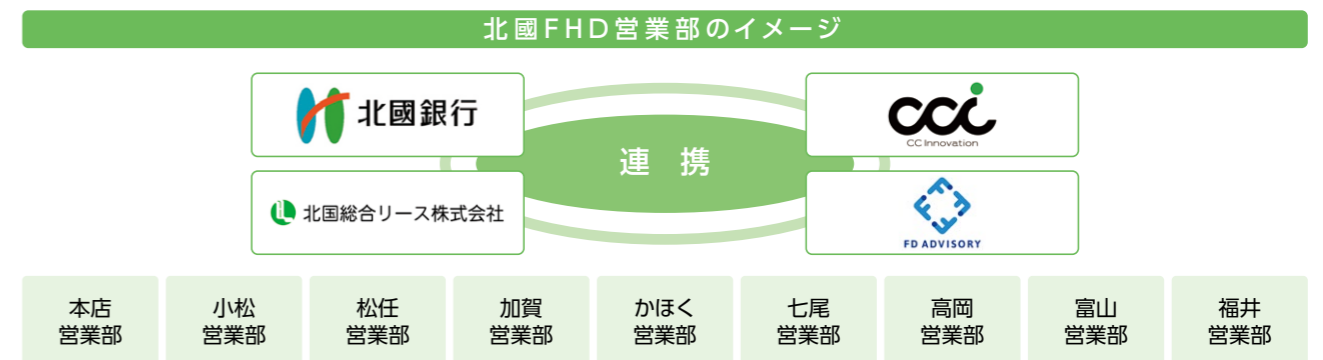 北國FHD営業部のイメージ
北國銀行
cci
CC Innovation
連携
北国総合リース株式会社
FD ADVISORY
本店
営業部
小松
営業部
松任
営業部
加賀
営業部
かほく
営業部
七尾
営業部
高岡
営業部
富山
営業部
福井
営業部